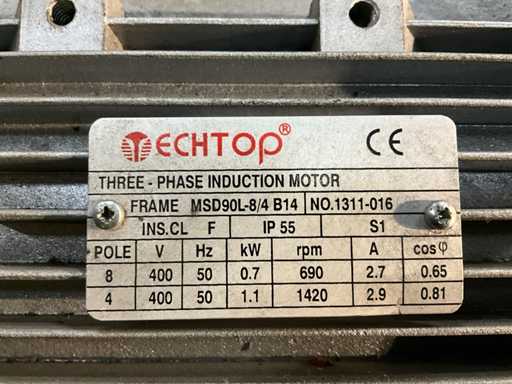 TECHTOP®
CE
THREE - PHASE INDUCTION MOTOR
FRAME MSD90L-8/4 B14 NO.1311-016
INS.CL F IP 55 S1
POLE V Hz kW rpm A cosφ
8 400 50 0.7 690 2.7 0.65
4 400 50 1.1 1420 2.9 0.81